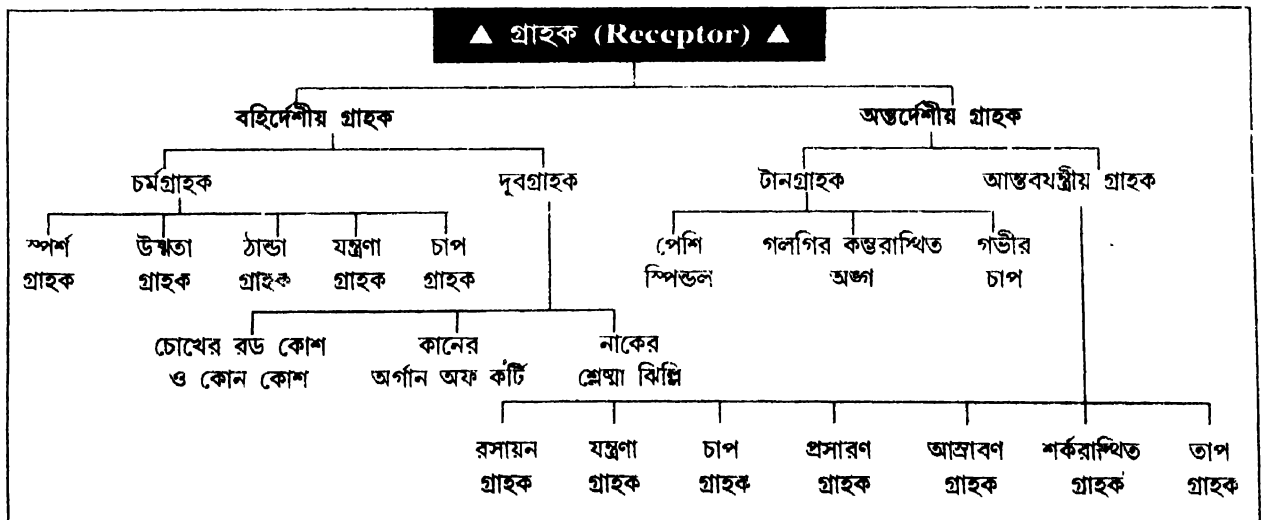 ▲ গ্রাহক (Receptor) ▲
বহির্দেশীয় গ্রাহক
অন্তর্দেশীয় গ্রাহক
চর্মগ্রাহক
দূবগ্রাহক
টানগ্রাহক
আন্তবযন্ত্রীয় গ্রাহক
স্পর্শ গ্রাহক
উষ্মতা গ্রাহক
ঠান্ডা গ্রাহক
যন্ত্রণা গ্রাহক
চাপ গ্রাহক
পেশি স্পিন্ডল
গলগির কন্ডরাস্থিত অঙ্গ
গভীর চাপ
চোখের রড কোশ
ও কোন কোশ
কানের
অর্গান অফ কর্টি
নাকের
শ্লেষ্মা ঝিল্লি
রসায়ন গ্রাহক
যন্ত্রণা গ্রাহক
চাপ গ্রাহক
প্রসারণ গ্রাহক
আস্রাবণ গ্রাহক
শর্করাস্থিত গ্রাহক
তাপ গ্রাহক